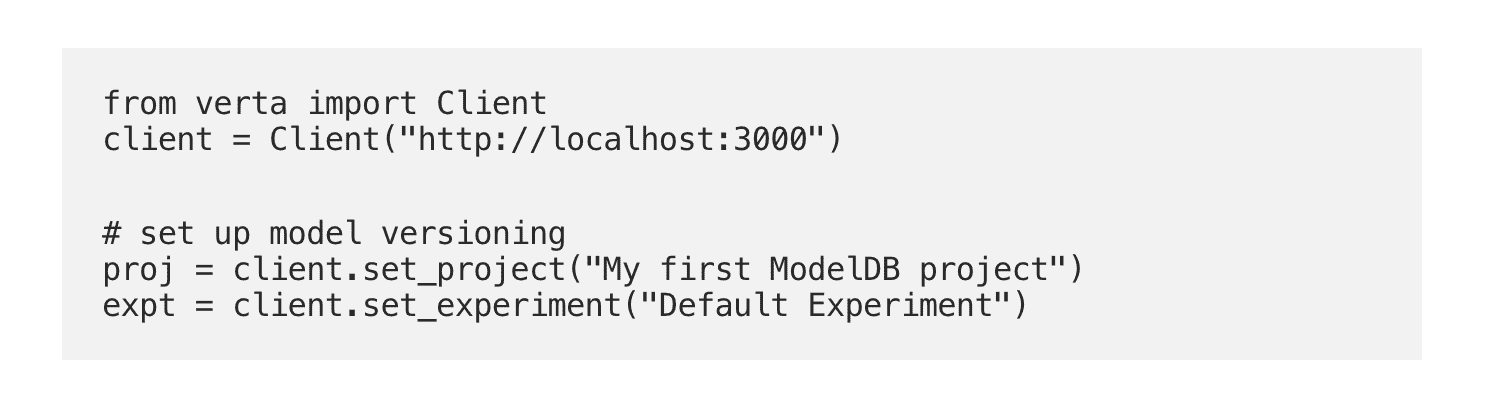 from verta import Client
client = Client("http://localhost:3000")
# set up model versioning
proj = client.set_project("My first ModelDB project")
expt = client.set_experiment("Default Experiment")